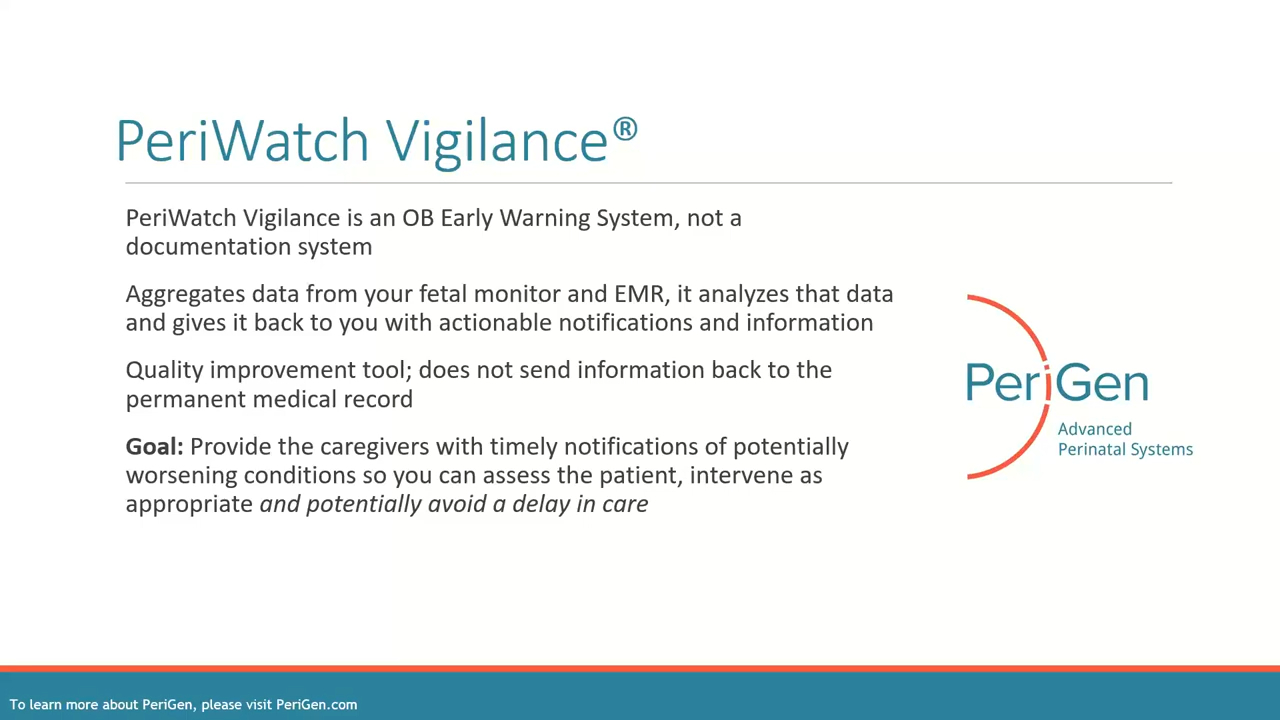 PeriWatch Vigilance®
PeriWatch Vigilance is an OB Early Warning System, not a
documentation system
Aggregates data from your fetal monitor and EMR, it analyzes that data
and gives it back to you with actionable notifications and information
Quality improvement tool; does not send information back to the
permanent medical record
Goal: Provide the caregivers with timely notifications of potentially
worsening conditions so you can assess the patient, intervene as
appropriate and potentially avoid a delay in care
PeriGen
Advanced
Perinatal Systems
To learn more about PeriGen, please visit PeriGen.com